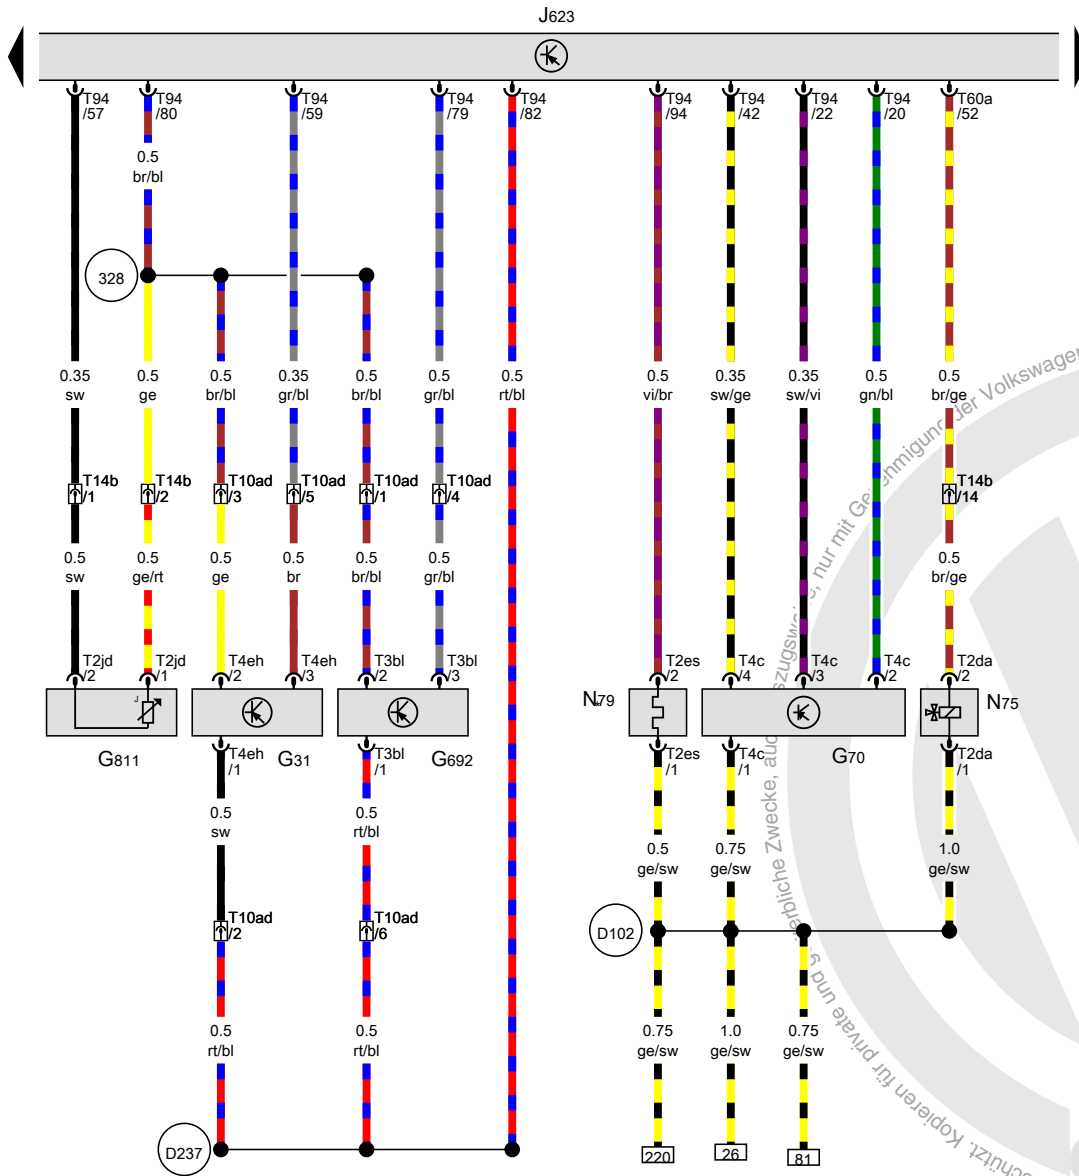 J623
T94 T94 T94 T94 T94 T94 T94 T94 T94 T60a
/57 /80 /59 /79 /82 /94 /42 /22 /20 /52
0.5
br/bl
328
0.35 0.5 0.5 0.35 0.5 0.5 0.5 0.5 0.35 0.35 0.5 0.5
sw ge br/bl gr/bl br/bl gr/bl rt/bl vi/br sw/ge sw/vi gn/bl br/ge
T14b T14b T10ad T10ad T10ad T10ad T14b
/1 /2 /3 /5 /1 /4 /14
0.5 0.5 0.5 0.5 0.5 0.5 0.5
sw ge/rt ge br br/bl gr/bl br/ge
T2jd T2jd T4eh T4eh T3bl T3bl T2es T4c T4c T4c T2da
/2 /1 /2 /3 /2 /3 /2 /4 /3 /2 /2
J
N79 N75
G811 G31 G692 G70
T4eh T3bl T2es T4c T2da
/1 /1 /1 /1 /1
0.5 0.5
sw rt/bl
0.5 0.75 1.0
ge/sw ge/sw ge/sw
T10ad T10ad
/2 /6
D102
0.5 0.5 0.75 1.0 0.75
rt/bl rt/bl ge/sw ge/sw ge/sw
D237
220 26 81